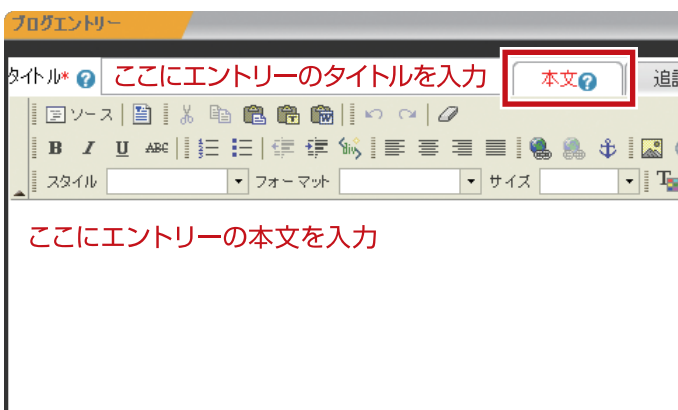 ブログエントリー
タイトル* ? ここにエントリーのタイトルを入力 本文? 追記
ソース
B I U ABC
スタイル フォーマット サイズ T
ここにエントリーの本文を入力